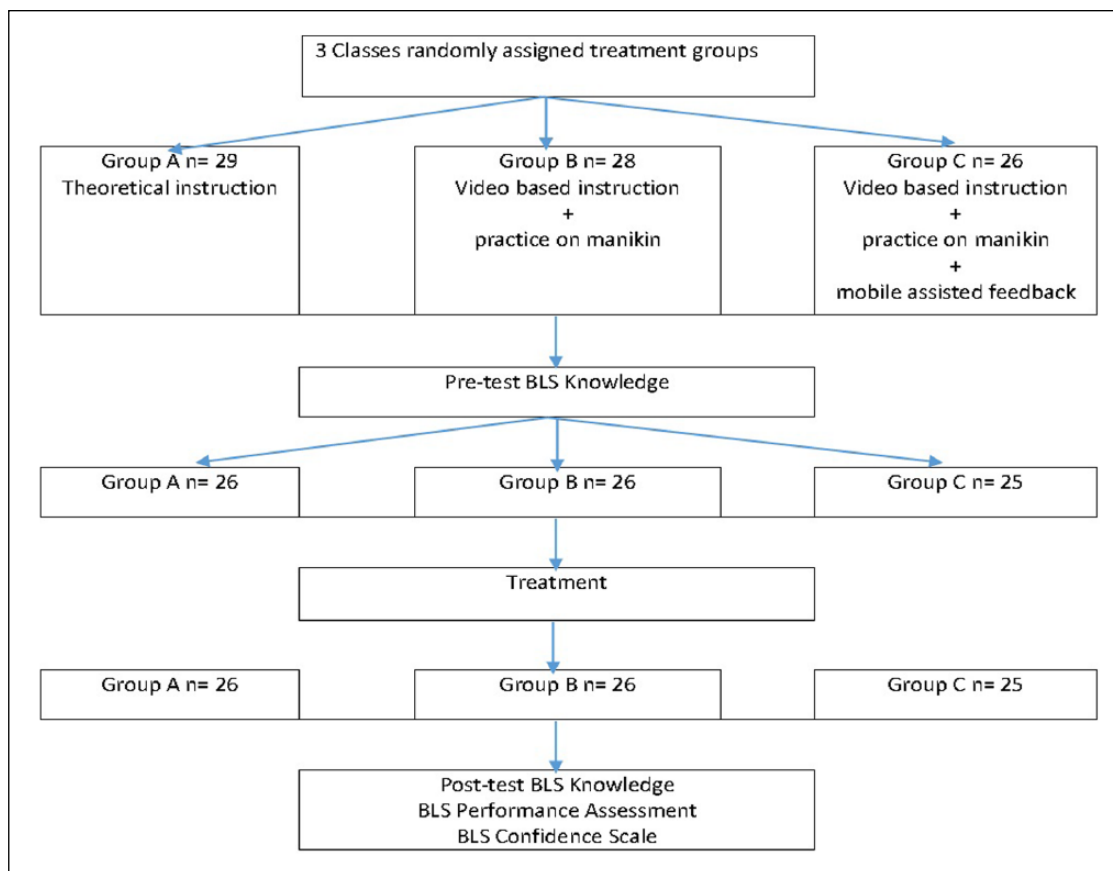 3 Classes randomly assigned treatment groups
Group A n= 29
Theoretical instruction
Group B n= 28
Video based instruction
+
practice on manikin
Group C n= 26
Video based instruction
+
practice on manikin
+
mobile assisted feedback
Pre-test BLS Knowledge
Group A n= 26
Group B n= 26
Group C n= 25
Treatment
Group A n= 26
Group B n= 26
Group C n= 25
Post-test BLS Knowledge
BLS Performance Assessment
BLS Confidence Scale